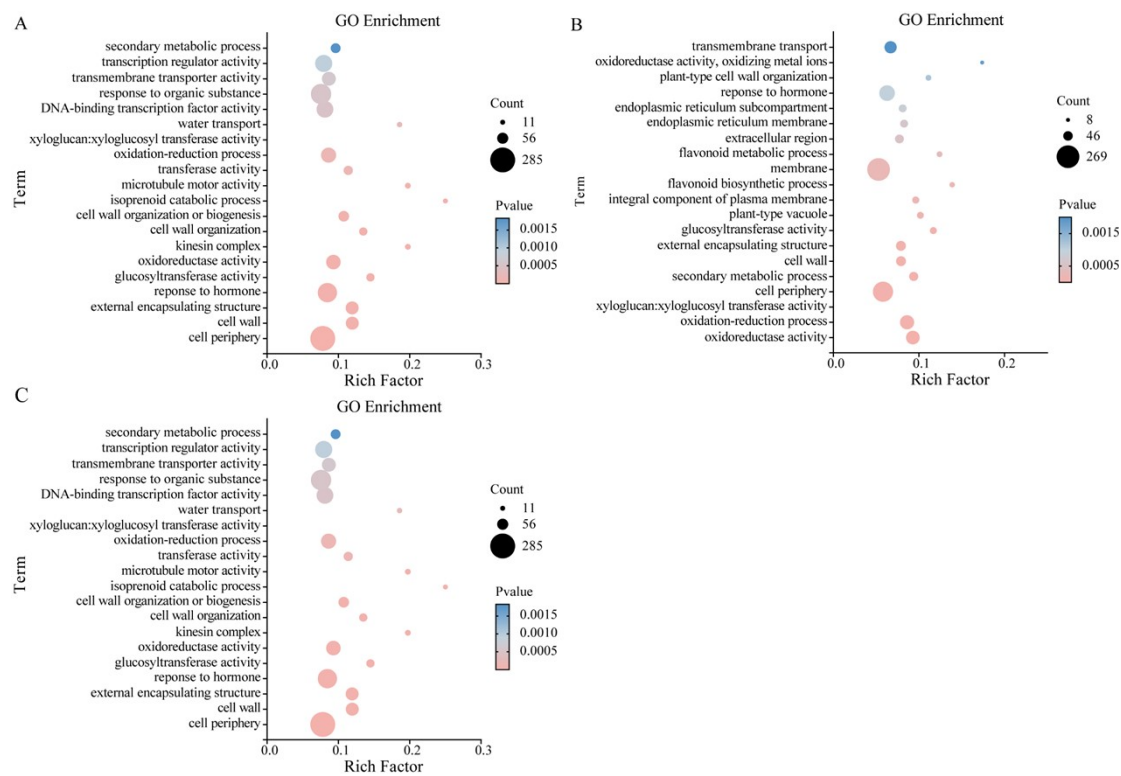 A
GO Enrichment
secondary metabolic process
transcription regulator activity
transmembrane transporter activity
response to organic substance
DNA-binding transcription factor activity
water transport
xyloglucan:xyloglucosyl transferase activity
oxidation-reduction process
transferase activity
microtubule motor activity
isoprenoid catabolic process
cell wall organization or biogenesis
cell wall organization
kinesin complex
oxidoreductase activity
glucosyltransferase activity
reponse to hormone
external encapsulating structure
cell wall
cell periphery
Term
0.0 0.1 0.2 0.3
Rich Factor
Count
11
56
285
Pvalue
0.0015
0.0010
0.0005
B
GO Enrichment
transmembrane transport
oxidoreductase activity, oxidizing metal ions
plant-type cell wall organization
reponse to hormone
endoplasmic reticulum subcompartment
endoplasmic reticulum membrane
extracellular region
flavonoid metabolic process
membrane
flavonoid biosynthetic process
integral component of plasma membrane
plant-type vacuole
glucosyltransferase activity
external encapsulating structure
cell wall
secondary metabolic process
cell periphery
xyloglucan:xyloglucosyl transferase activity
oxidation-reduction process
oxidoreductase activity
Term
0.0 0.1 0.2
Rich Factor
Count
8
46
269
Pvalue
0.0015
0.0010
0.0005
C
GO Enrichment
secondary metabolic process
transcription regulator activity
transmembrane transporter activity
response to organic substance
DNA-binding transcription factor activity
water transport
xyloglucan:xyloglucosyl transferase activity
oxidation-reduction process
transferase activity
microtubule motor activity
isoprenoid catabolic process
cell wall organization or biogenesis
cell wall organization
kinesin complex
oxidoreductase activity
glucosyltransferase activity
reponse to hormone
external encapsulating structure
cell wall
cell periphery
Term
0.0 0.1 0.2 0.3
Rich Factor
Count
11
56
285
Pvalue
0.0015
0.0010
0.0005